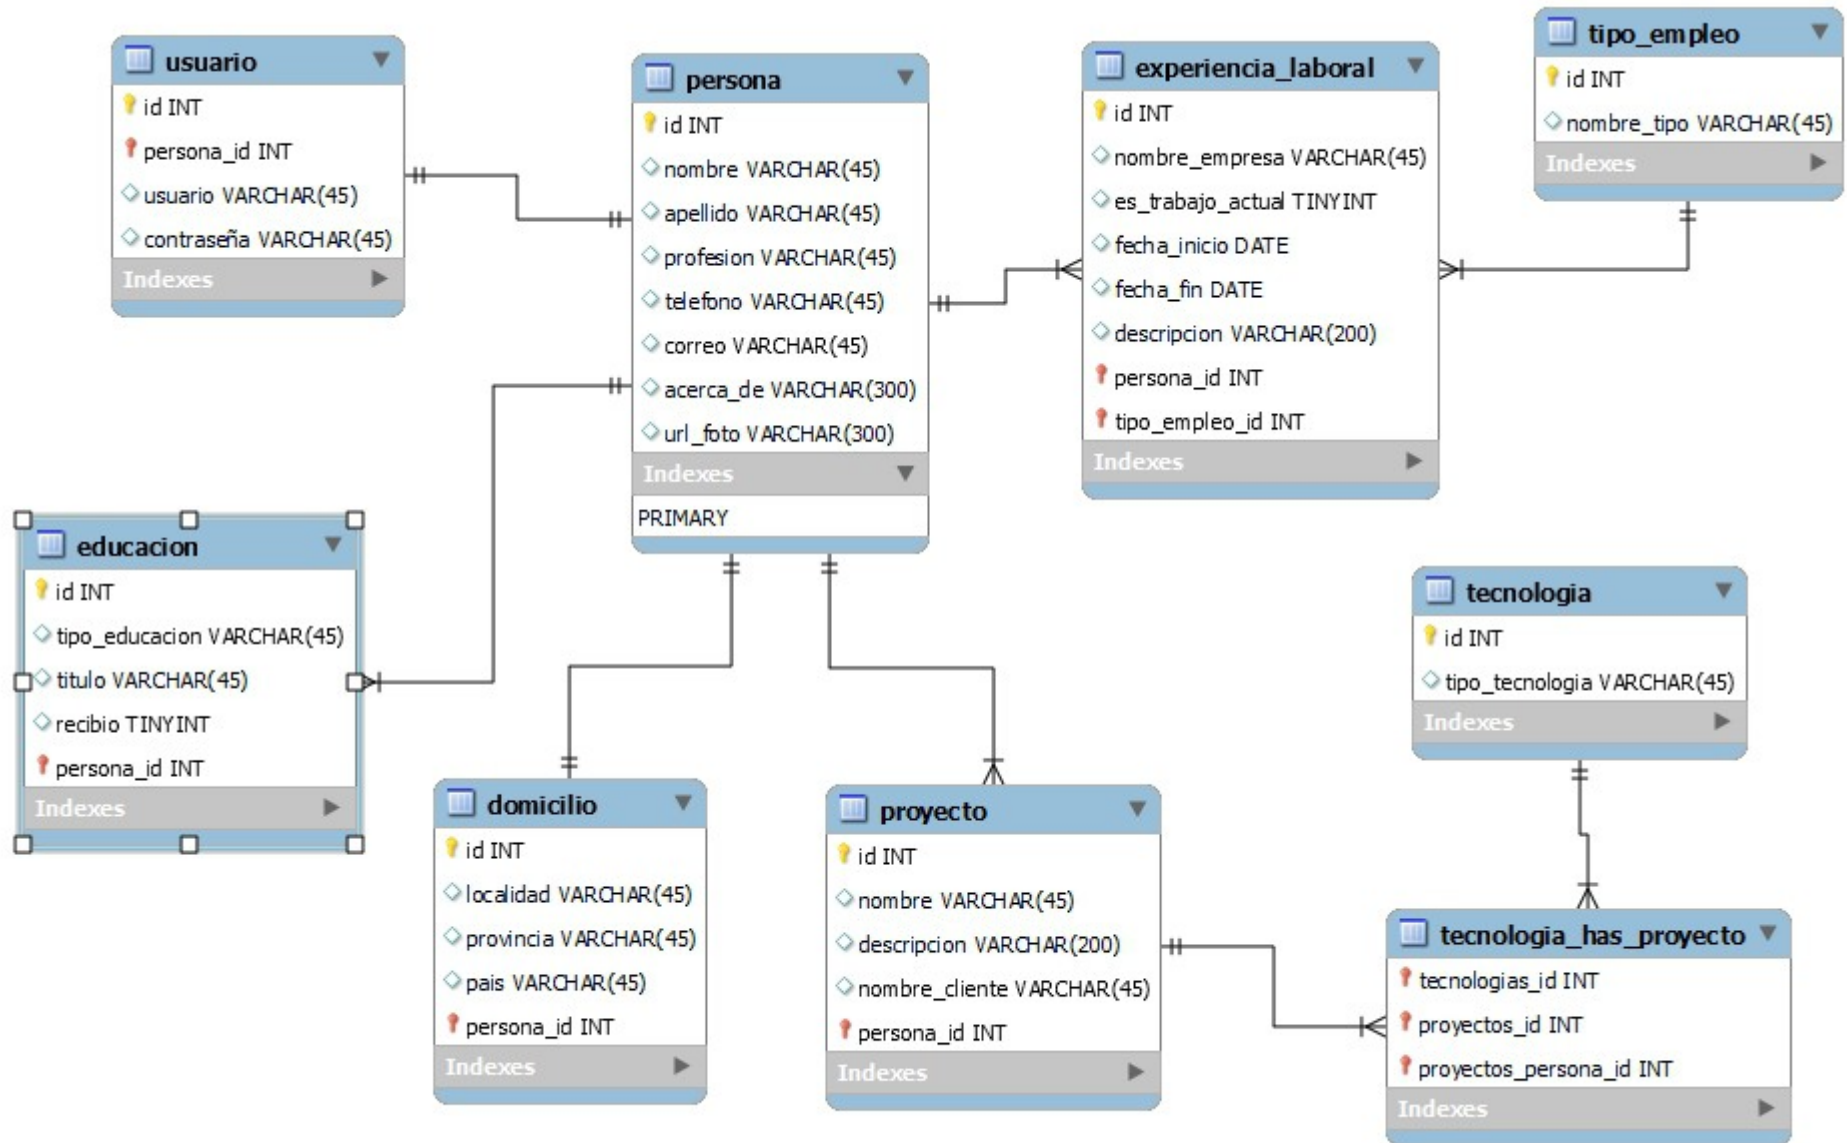 usuario
id INT
persona_id INT
usuario VARCHAR(45)
contraseña VARCHAR(45)
Indexes
persona
id INT
nombre VARCHAR(45)
apellido VARCHAR(45)
profesion VARCHAR(45)
telefono VARCHAR(45)
correo VARCHAR(45)
acerca_de VARCHAR(300)
url_foto VARCHAR(300)
Indexes
PRIMARY
experiencia_laboral
id INT
nombre_empresa VARCHAR(45)
es_trabajo_actual TINYINT
fecha_inicio DATE
fecha_fin DATE
descripcion VARCHAR(200)
persona_id INT
tipo_empleo_id INT
Indexes
tipo_empleo
id INT
nombre_tipo VARCHAR(45)
Indexes
educacion
id INT
tipo_educacion VARCHAR(45)
titulo VARCHAR(45)
recibio TINYINT
persona_id INT
Indexes
domicilio
id INT
localidad VARCHAR(45)
provincia VARCHAR(45)
pais VARCHAR(45)
persona_id INT
Indexes
proyecto
id INT
nombre VARCHAR(45)
descripcion VARCHAR(200)
nombre_cliente VARCHAR(45)
persona_id INT
Indexes
tecnologia
id INT
tipo_tecnologia VARCHAR(45)
Indexes
tecnologia_has_proyecto
tecnologias_id INT
proyectos_id INT
proyectos_persona_id INT
Indexes